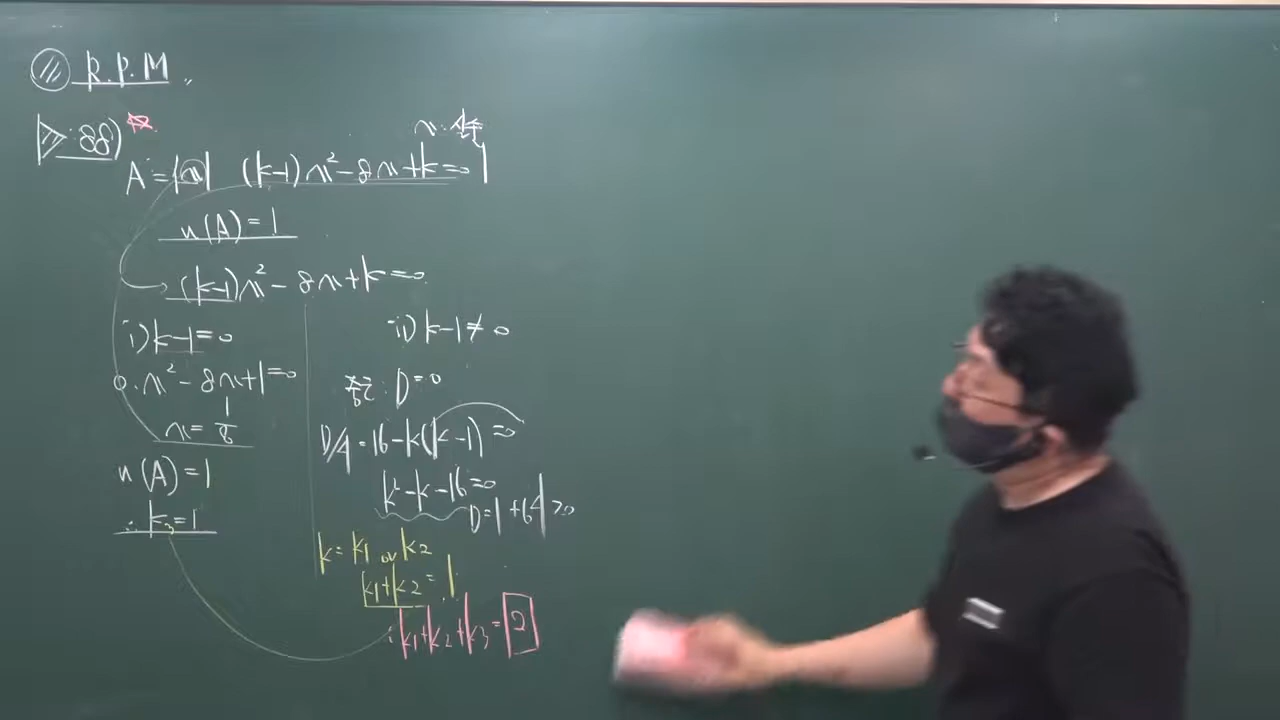 R.P.M
88)
x:실수
A={x| (k-1)x²-8x+k=0}
n(A)=1
(k-1)x²-8x+k=0
i) k-1=0
0·x²-8x+1=0
x=1/8
n(A)=1
∴k₃=1
ii) k-1≠0
중근: D=0
D/4=16-k(k-1)=0
k²-k-16=0
D=1+64>0
k=k₁ or k₂
k₁+k₂=1
∴k₁+k₂+k₃=2